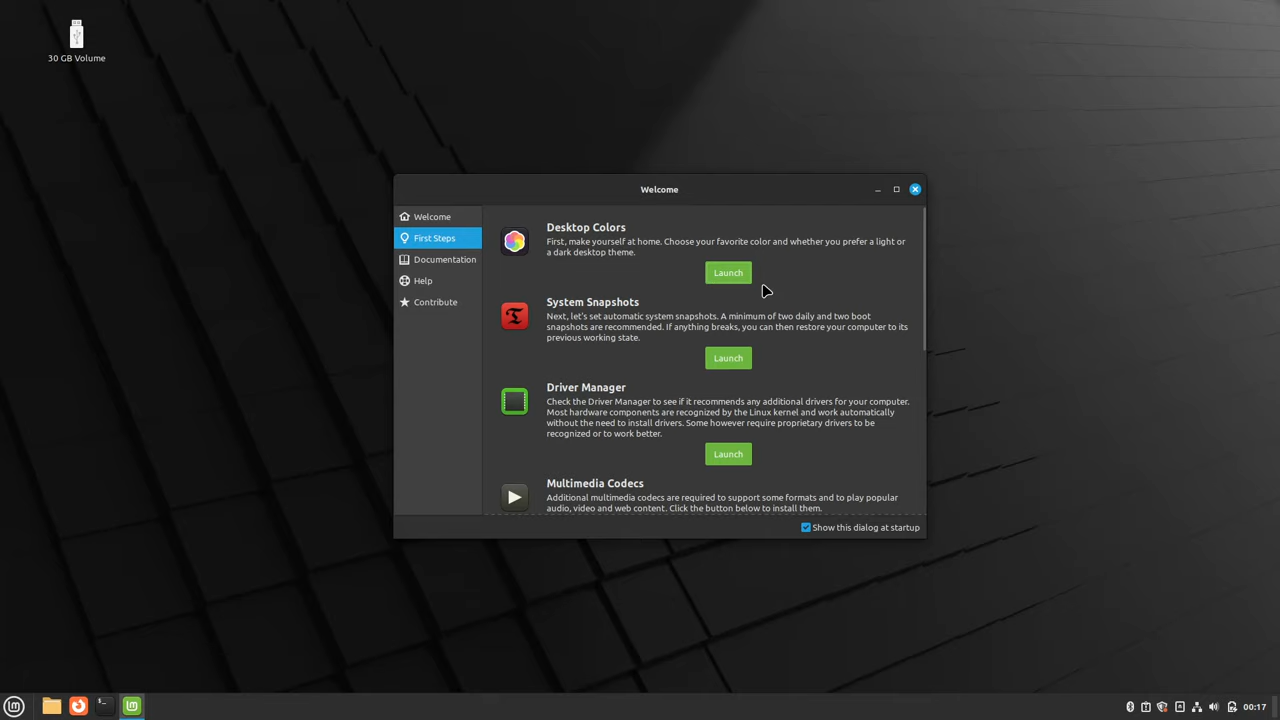 30 GB Volume
Welcome
Welcome
First Steps
Documentation
Help
Contribute
Desktop Colors
First, make yourself at home. Choose your favorite color and whether you prefer a light or
a dark desktop theme.
Launch
System Snapshots
Next, let's set automatic system snapshots. A minimum of two daily and two boot
snapshots are recommended. If anything breaks, you can then restore your computer to its
previous working state.
Launch
Driver Manager
Check the Driver Manager to see if it recommends any additional drivers for your computer.
Most hardware components are recognized by the Linux kernel and work automatically
without the need to install drivers. Some however require proprietary drivers to be
recognized or to work better.
Launch
Multimedia Codecs
Additional multimedia codecs are required to support some formats and to play popular
audio, video and web content. Click the button below to install them.
Show this dialog at startup
00:17